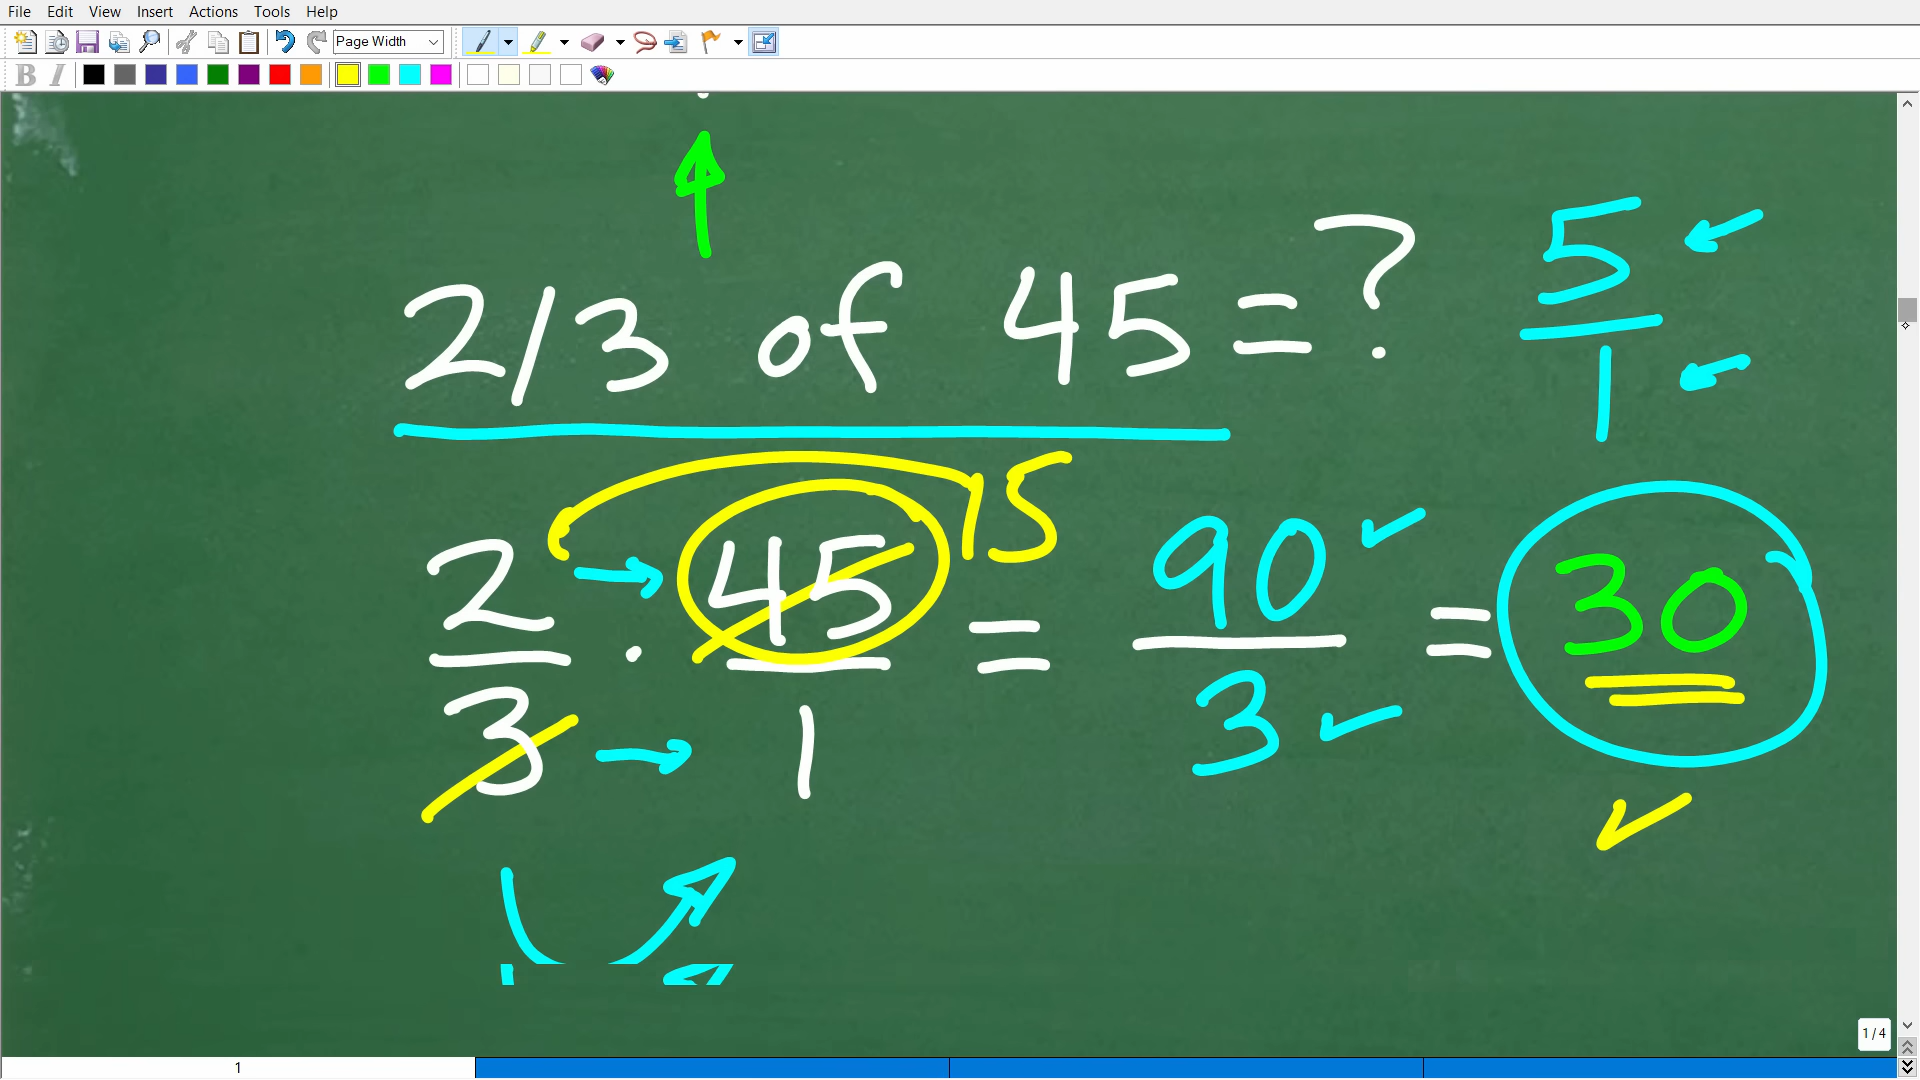 File Edit View Insert Actions Tools Help
Page Width
B I
2/3 of 45 = ?
5
1
15
2/3 · 45/1 = 90/3 = 30
1 / 4
1